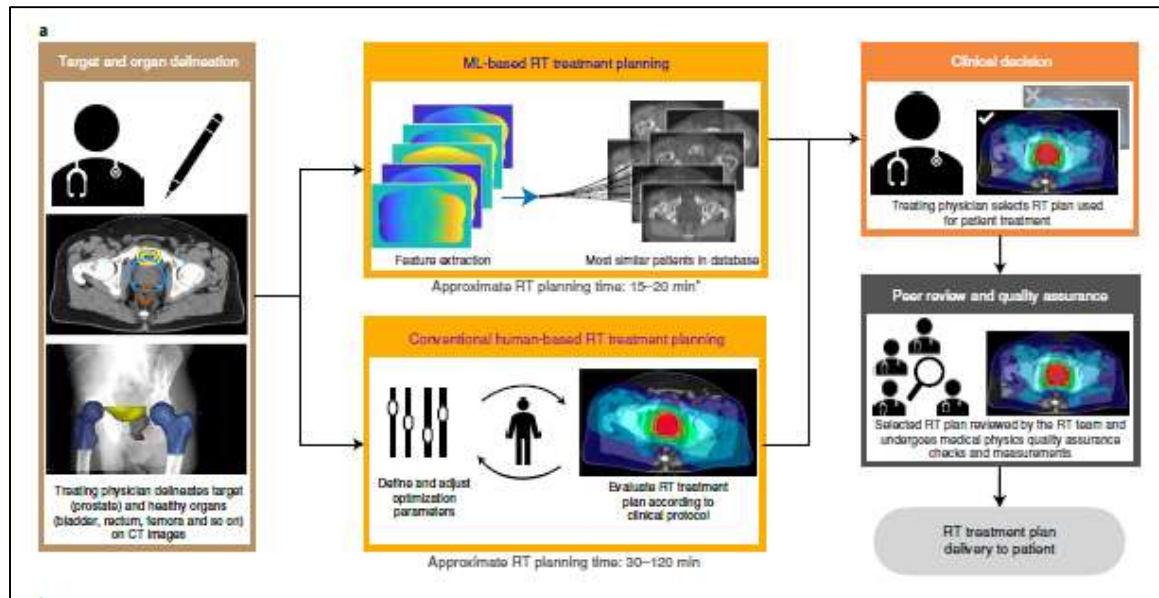 a
Target and organ delineation
Treating physician delineates target
(prostate) and healthy organs
(bladder, rectum, femora and so on)
on CT images
ML-based RT treatment planning
Feature extraction
Most similar patients in database
Approximate RT planning time: 15–20 min*
Conventional human-based RT treatment planning
Define and adjust
optimization
parameters
Evaluate RT treatment
plan according to
clinical protocol
Approximate RT planning time: 30–120 min
Clinical decision
Treating physician selects RT plan used
for patient treatment
Peer review and quality assurance
Selected RT plan reviewed by the RT team and
undergoes medical physics quality assurance
checks and measurements
RT treatment plan
delivery to patient